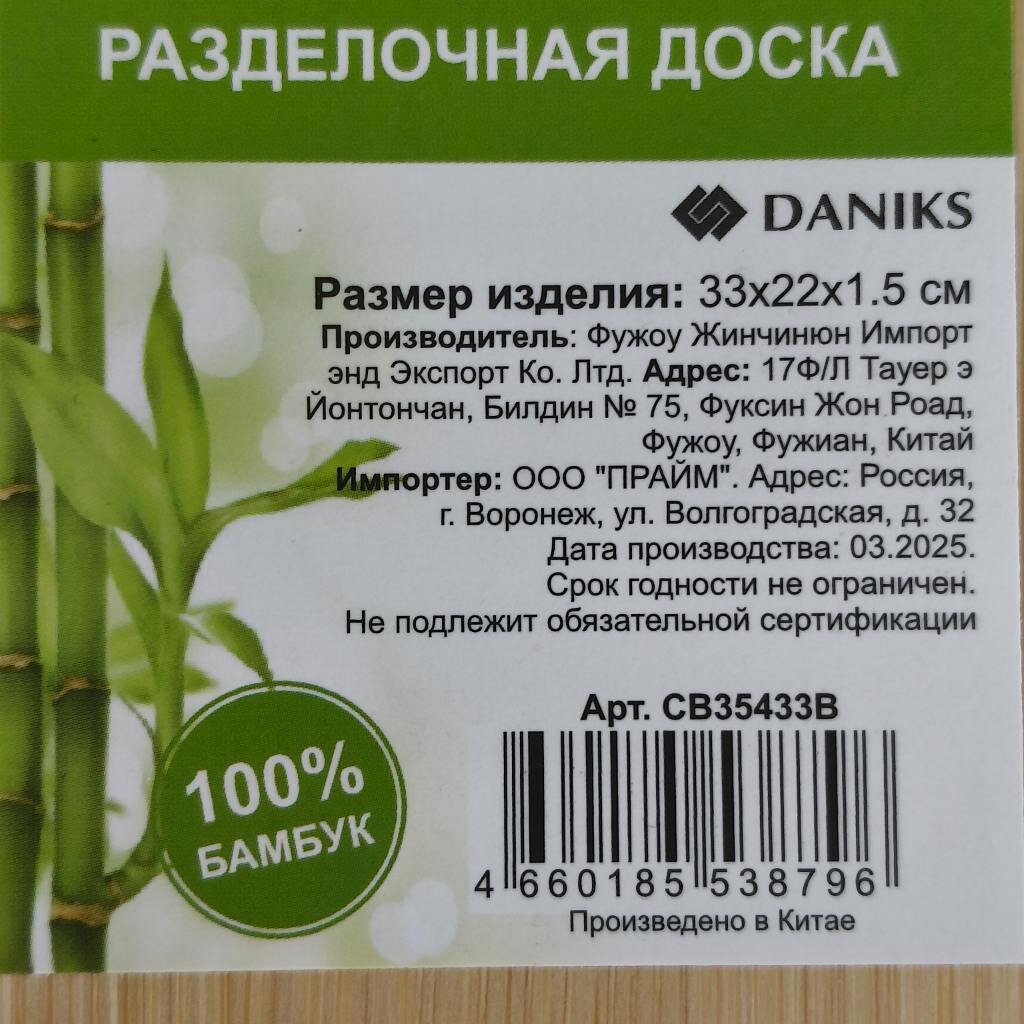 РАЗДЕЛОЧНАЯ ДОСКА
DANIKS
Размер изделия: 33х22х1.5 см
Производитель: Фужоу Жинчинюн Импорт
энд Экспорт Ко. Лтд. Адрес: 17Ф/Л Тауер э
Йонтончан, Билдин № 75, Фуксин Жон Роад,
Фужоу, Фужиан, Китай
Импортер: ООО "ПРАЙМ". Адрес: Россия,
г. Воронеж, ул. Волгоградская, д. 32
Дата производства: 03.2025.
Срок годности не ограничен.
Не подлежит обязательной сертификации
100%
БАМБУК
Арт. CB35433B
4 660185 538796
Произведено в Китае